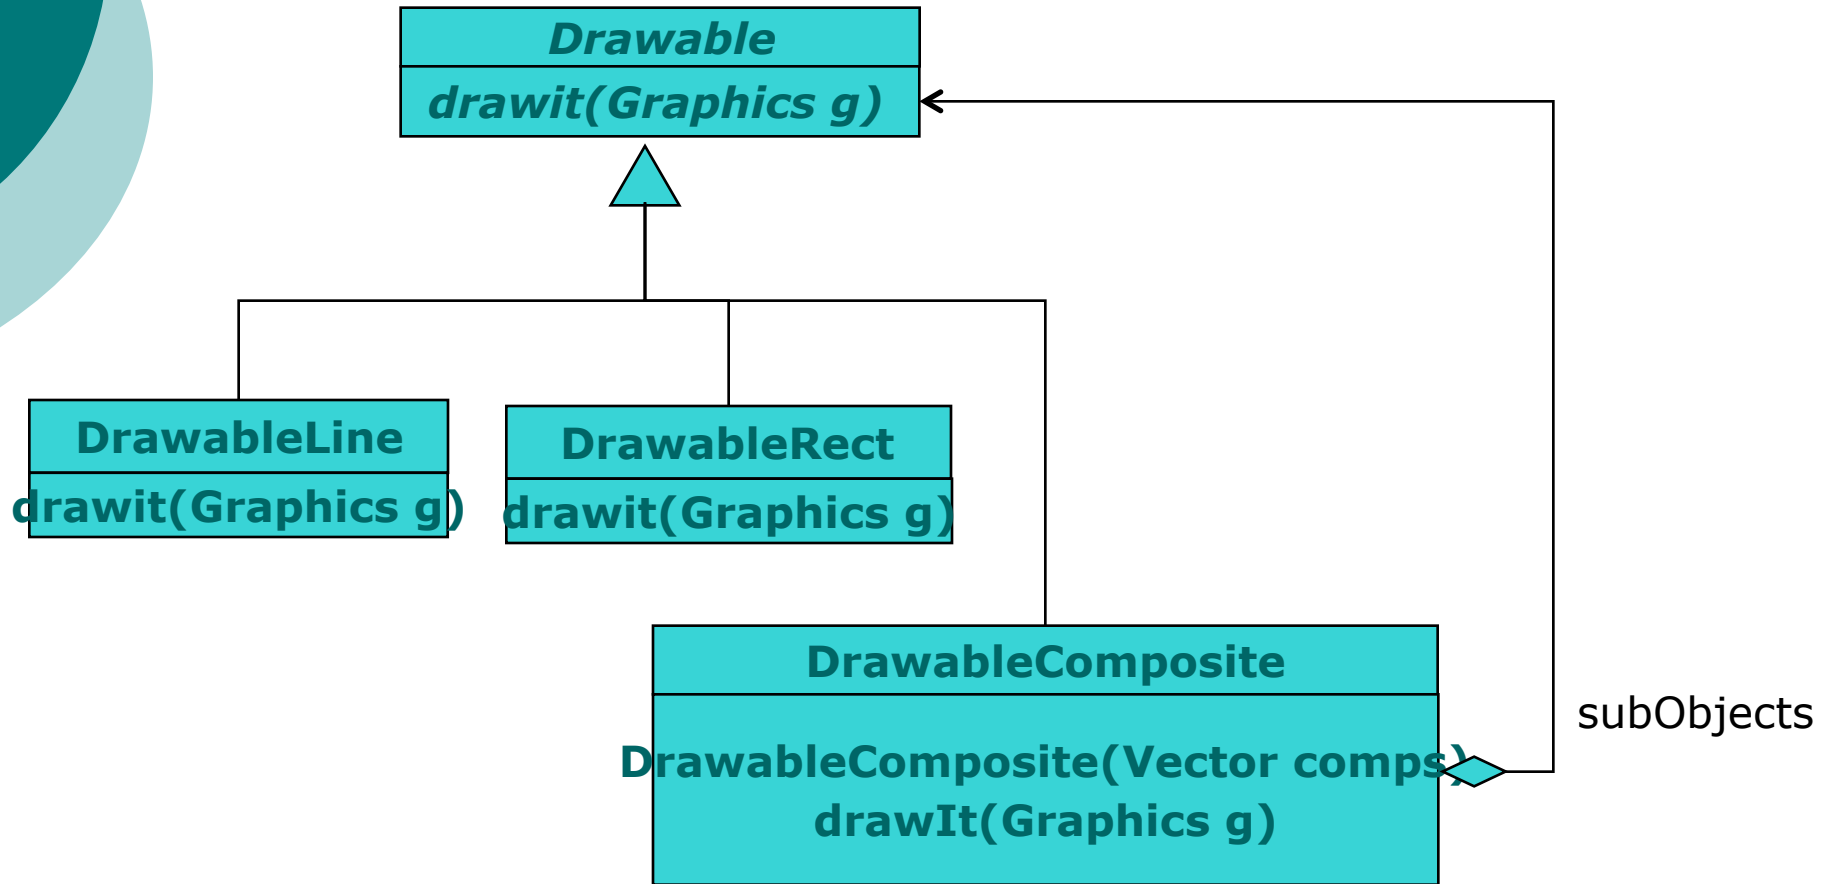 Drawable
drawit(Graphics g)
DrawableLine
drawit(Graphics g)
DrawableRect
drawit(Graphics g)
DrawableComposite
DrawableComposite(Vector comps)
drawIt(Graphics g)
subObjects